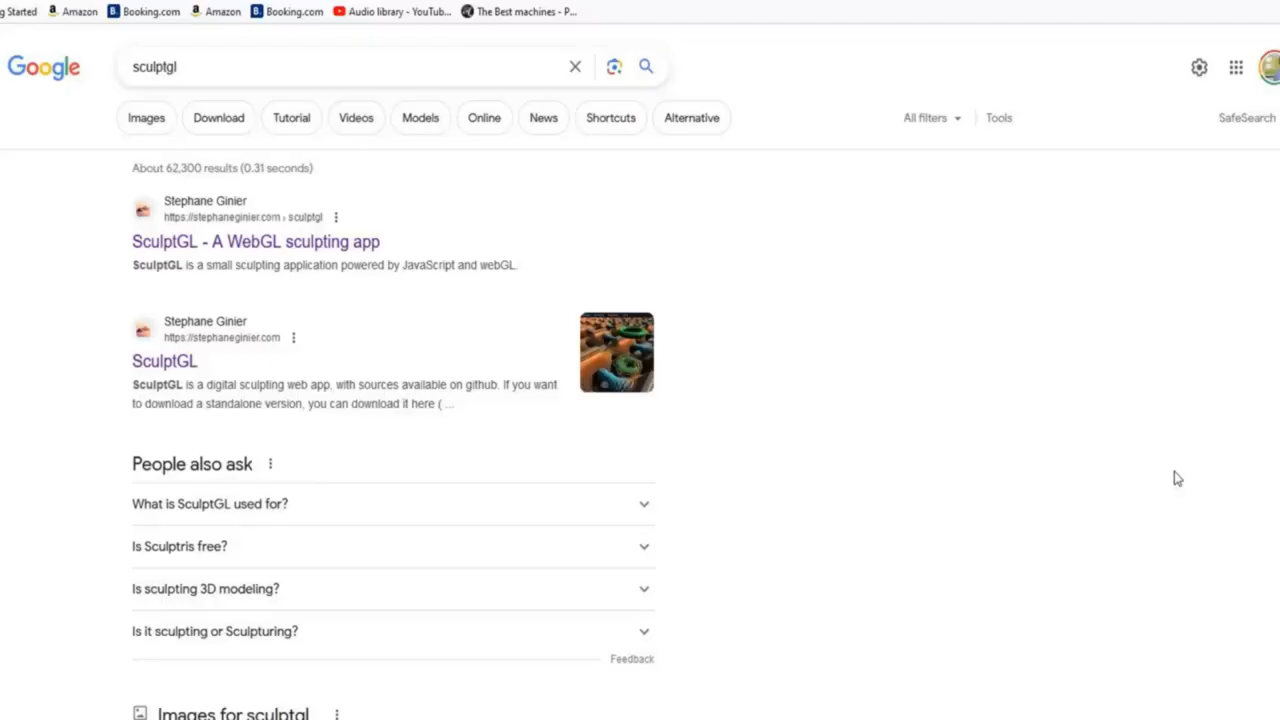 g Started Amazon Booking.com Amazon Booking.com Audio library - YouTub... The Best machines - P...
Google sculptgl
Images Download Tutorial Videos Models Online News Shortcuts Alternative All filters Tools SafeSearch
About 62,300 results (0.31 seconds)
Stephane Ginier
https://stephaneginier.com › sculptgl
SculptGL - A WebGL sculpting app
SculptGL is a small sculpting application powered by JavaScript and webGL.
Stephane Ginier
https://stephaneginier.com
SculptGL
SculptGL is a digital sculpting web app, with sources available on github. If you want
to download a standalone version, you can download it here ( ...
People also ask
What is SculptGL used for?
Is Sculptris free?
Is sculpting 3D modeling?
Is it sculpting or Sculpturing?
Feedback
Images for sculptgl